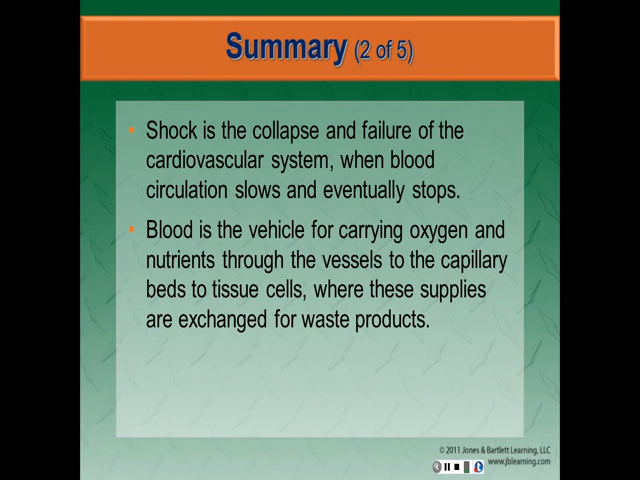 Summary (2 of 5)
• Shock is the collapse and failure of the
cardiovascular system, when blood
circulation slows and eventually stops.
• Blood is the vehicle for carrying oxygen and
nutrients through the vessels to the capillary
beds to tissue cells, where these supplies
are exchanged for waste products.
© 2011 Jones & Bartlett Learning, LLC
www.jblearning.com